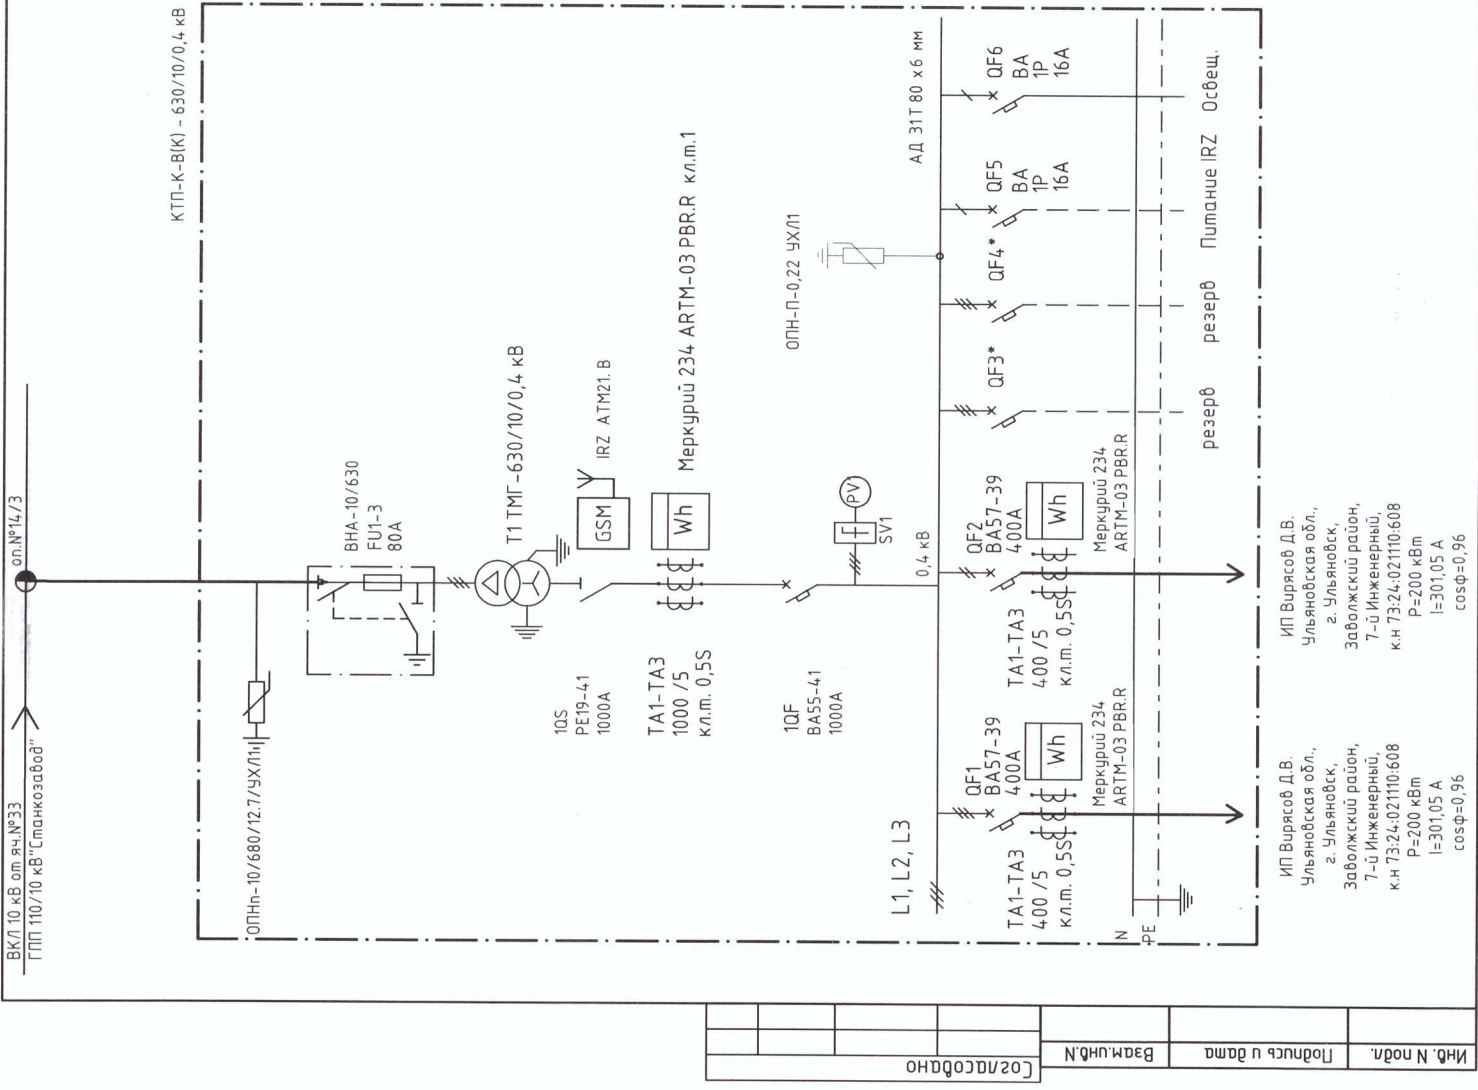 ВКЛ 10 кВ от яч.№33
ГПП 110/10 кВ"Станкозавод"
оп.№14/3
КТП-К-В(К) - 630/10/0,4 кВ
ОПНп-10/680/12.7/УХЛ1
ВНА-10/630
FU1-3
80А
Т1 ТМГ-630/10/0,4 кВ
IRZ ATM21.B
GSM
1QS
РЕ19-41
1000А
ТА1-ТА3
1000 /5
кл.т. 0,5S
Wh
Меркурий 234 ARTM-03 PBR.R кл.т.1
1QF
ВА55-41
1000А
PV
SV1
ОПН-П-0,22 УХЛ1
0,4 кВ
АД 31Т 80 х6 мм
L1, L2, L3
QF1
ВА57-39
400А
ТА1-ТА3
400 /5
кл.т. 0,5S
Wh
Меркурий 234
ARTM-03 PBR.R
QF2
ВА57-39
400А
ТА1-ТА3
400 /5
кл.т. 0,5S
Wh
Меркурий 234
ARTM-03 PBR.R
QF3*
QF4*
QF5
ВА
1Р
16А
QF6
ВА
1Р
16А
N
PE
резерв
резерв
Питание IRZ
Освещ.
ИП Вирясов Д.В.
Ульяновская обл.,
г. Ульяновск,
Заволжский район,
7-й Инженерный,
к.н 73:24:021110:608
Р=200 кВт
I=301,05 А
cosф=0,96
ИП Вирясов Д.В.
Ульяновская обл.,
г. Ульяновск,
Заволжский район,
7-й Инженерный,
к.н 73:24:021110:608
Р=200 кВт
I=301,05 А
cosф=0,96
Согласовано
Взам.инв.N
Подпись и дата
Инв. N подл.